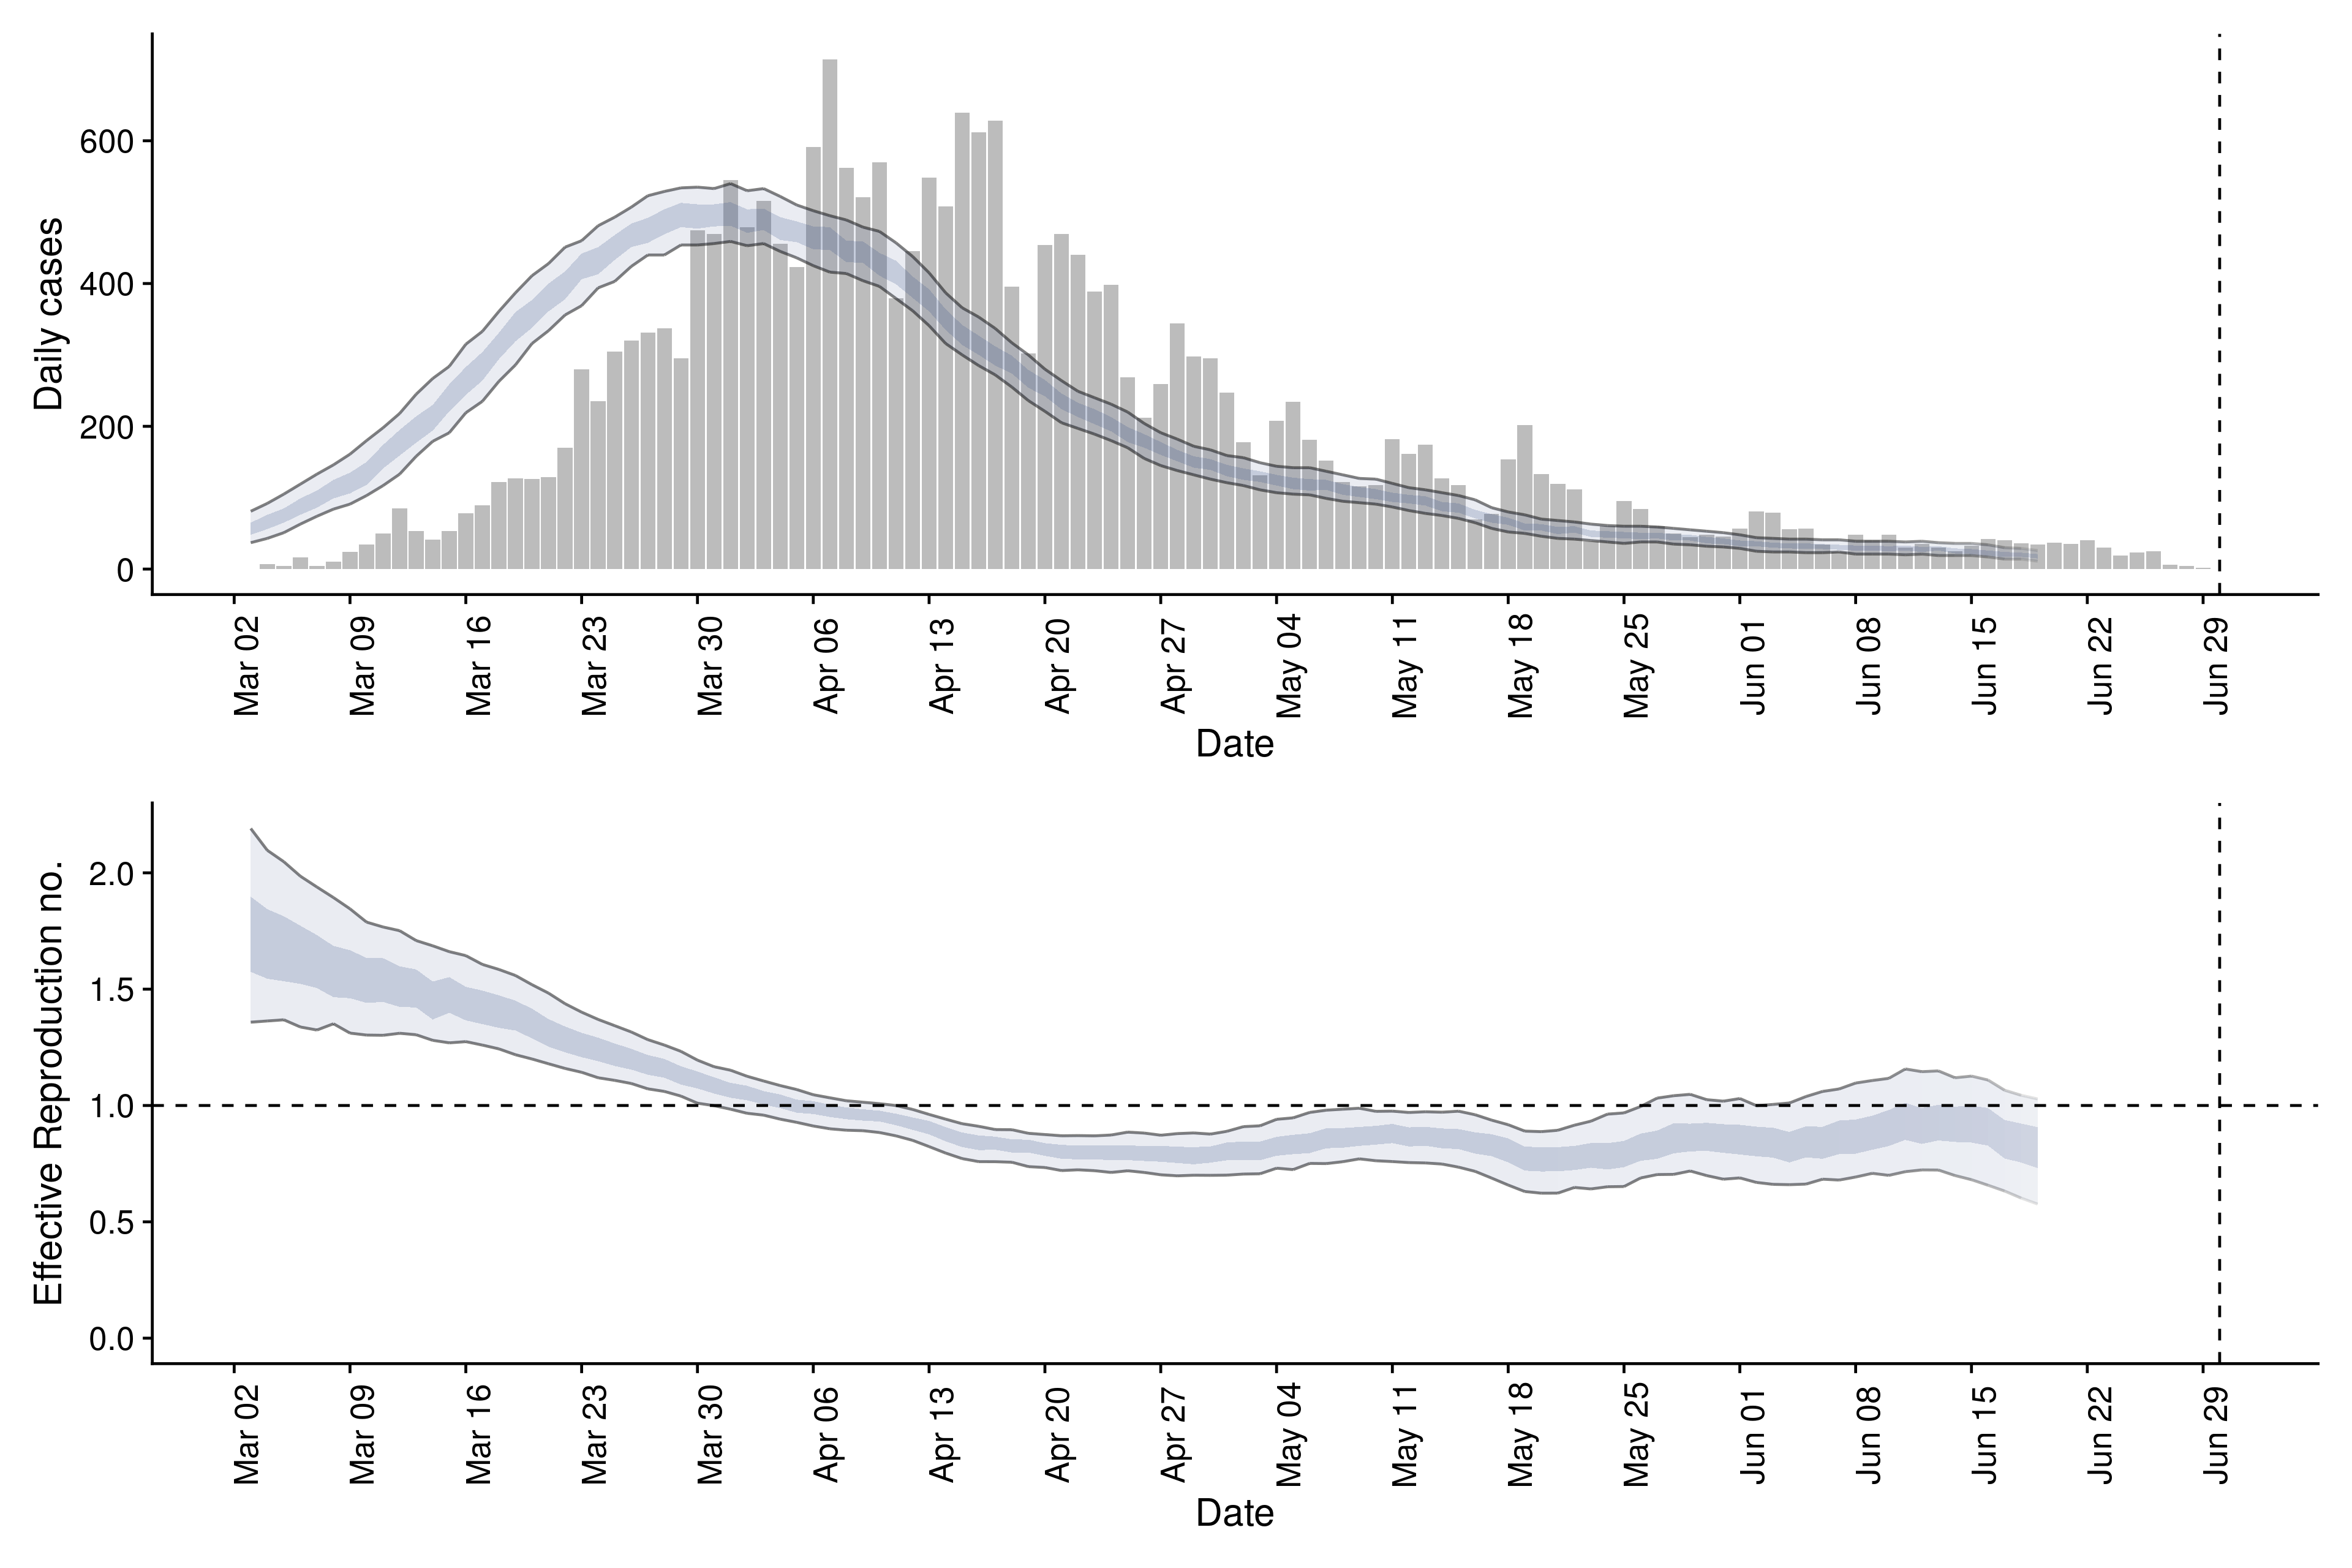 Daily cases
600
400
200
0
Mar 02
Mar 09
Mar 16
Mar 23
Mar 30
Apr 06
Apr 13
Apr 20
Apr 27
May 04
May 11
May 18
May 25
Jun 01
Jun 08
Jun 15
Jun 22
Jun 29
Date
Effective Reproduction no.
2.0
1.5
1.0
0.5
0.0
Mar 02
Mar 09
Mar 16
Mar 23
Mar 30
Apr 06
Apr 13
Apr 20
Apr 27
May 04
May 11
May 18
May 25
Jun 01
Jun 08
Jun 15
Jun 22
Jun 29
Date